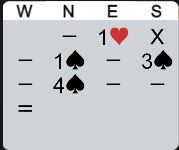 W N E S
– 1♥ X
– 1♠ – 3♠
– 4♠ – –
=